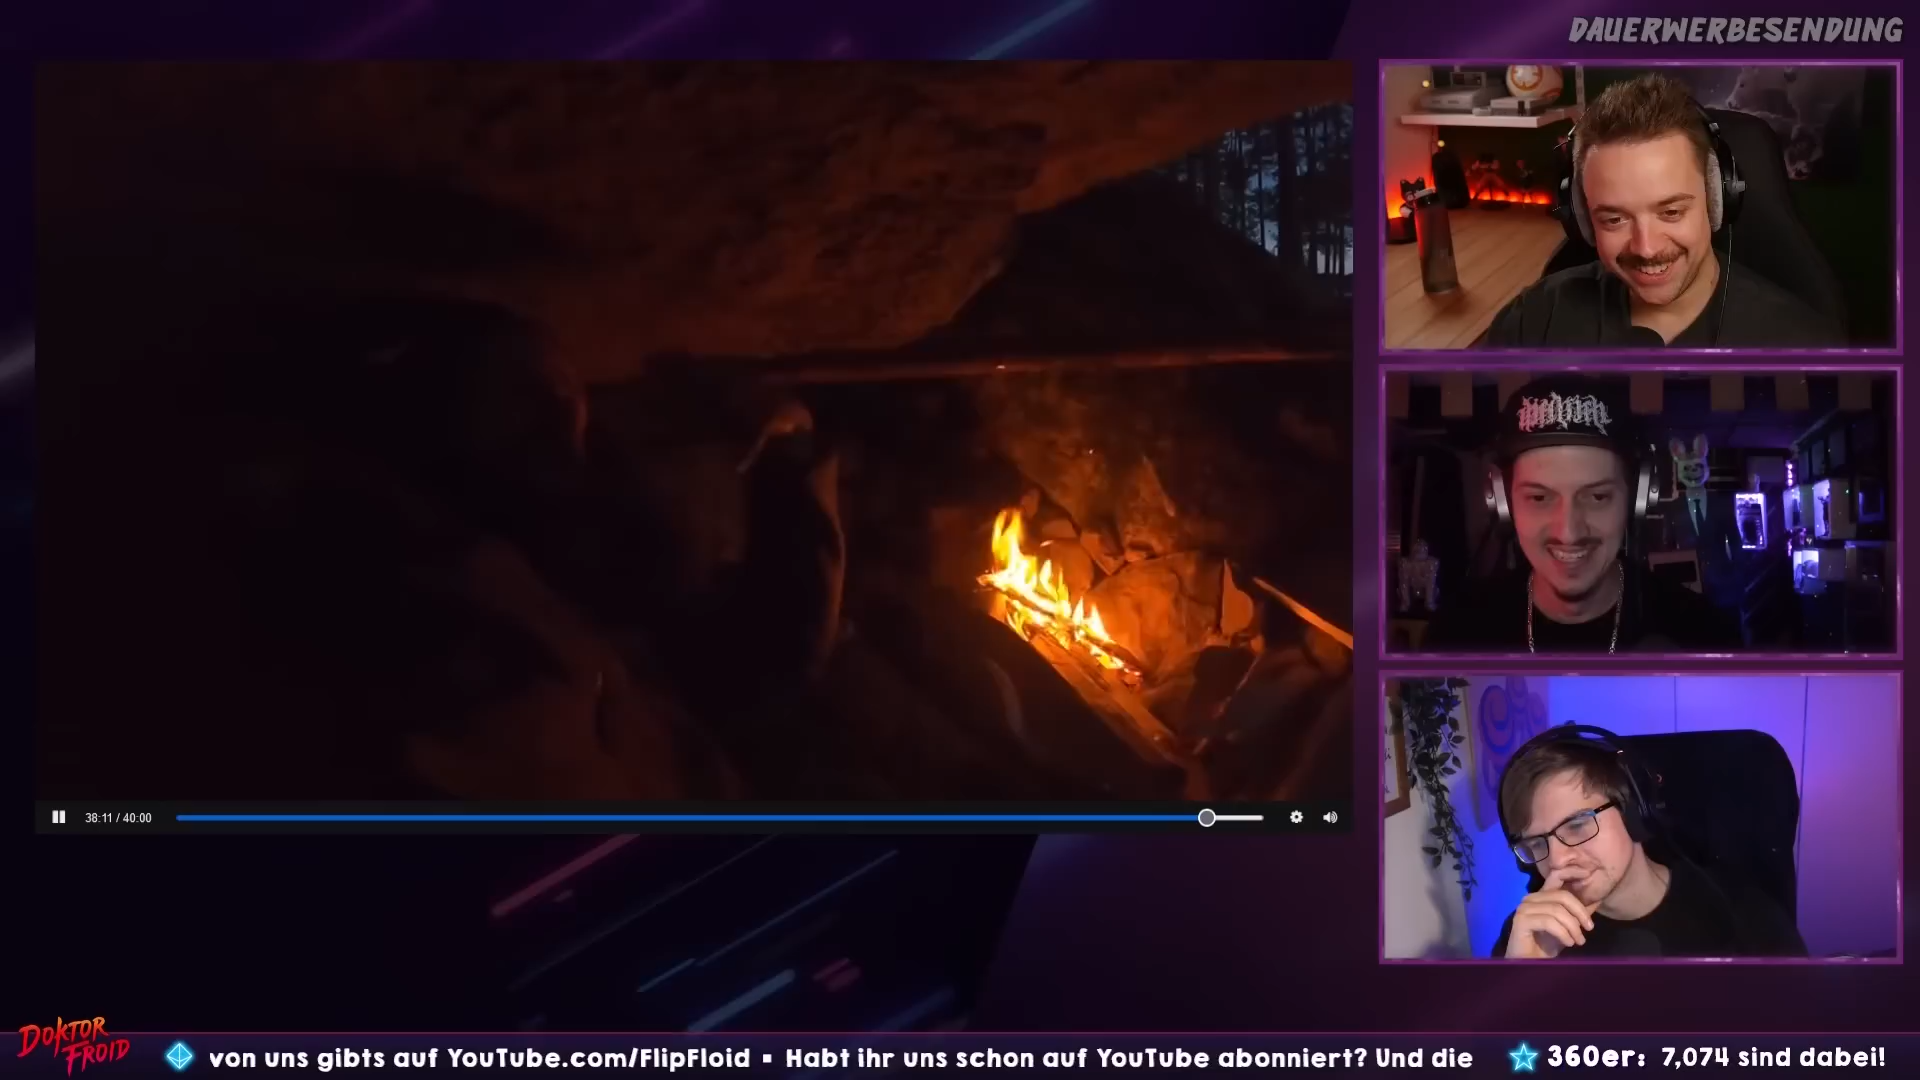 DAUERWERBESENDUNG
38:11 / 40:00
DOKTOR
FROID
von uns gibts auf YouTube.com/FlipFloid ▪ Habt ihr uns schon auf YouTube abonniert? Und die
360er: 7,074 sind dabei!